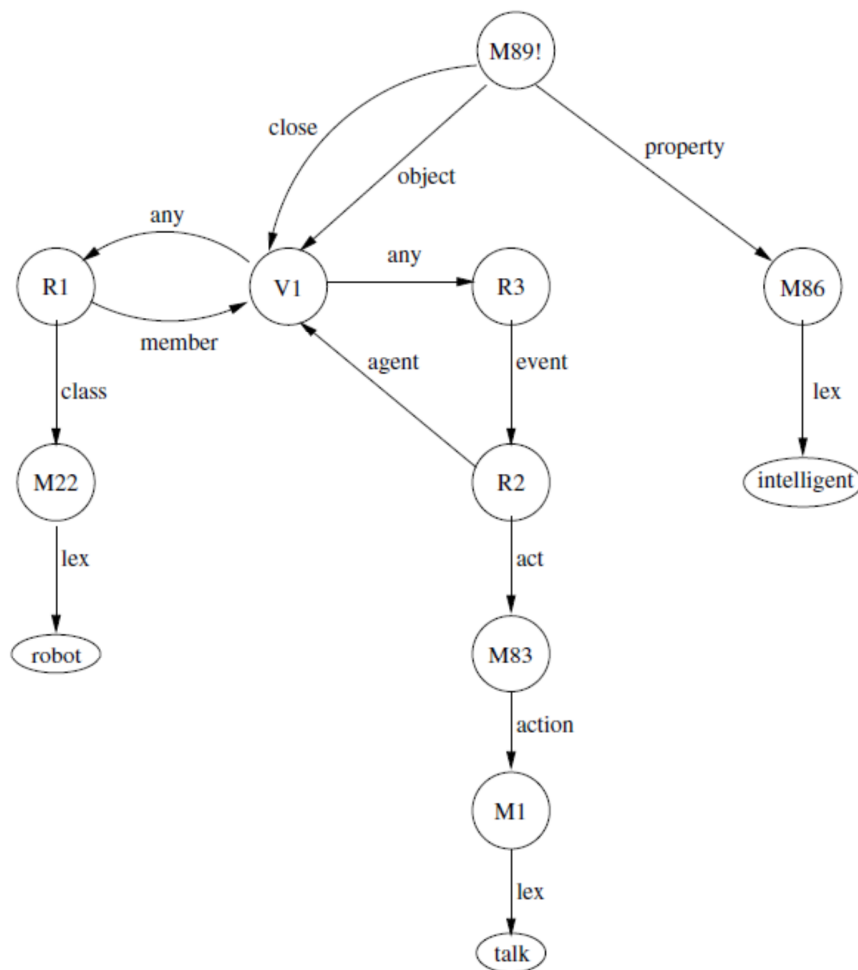 M89!
close
object
property
any
any
R1
V1
R3
M86
member
agent
event
class
lex
M22
R2
intelligent
lex
act
robot
M83
action
M1
lex
talk